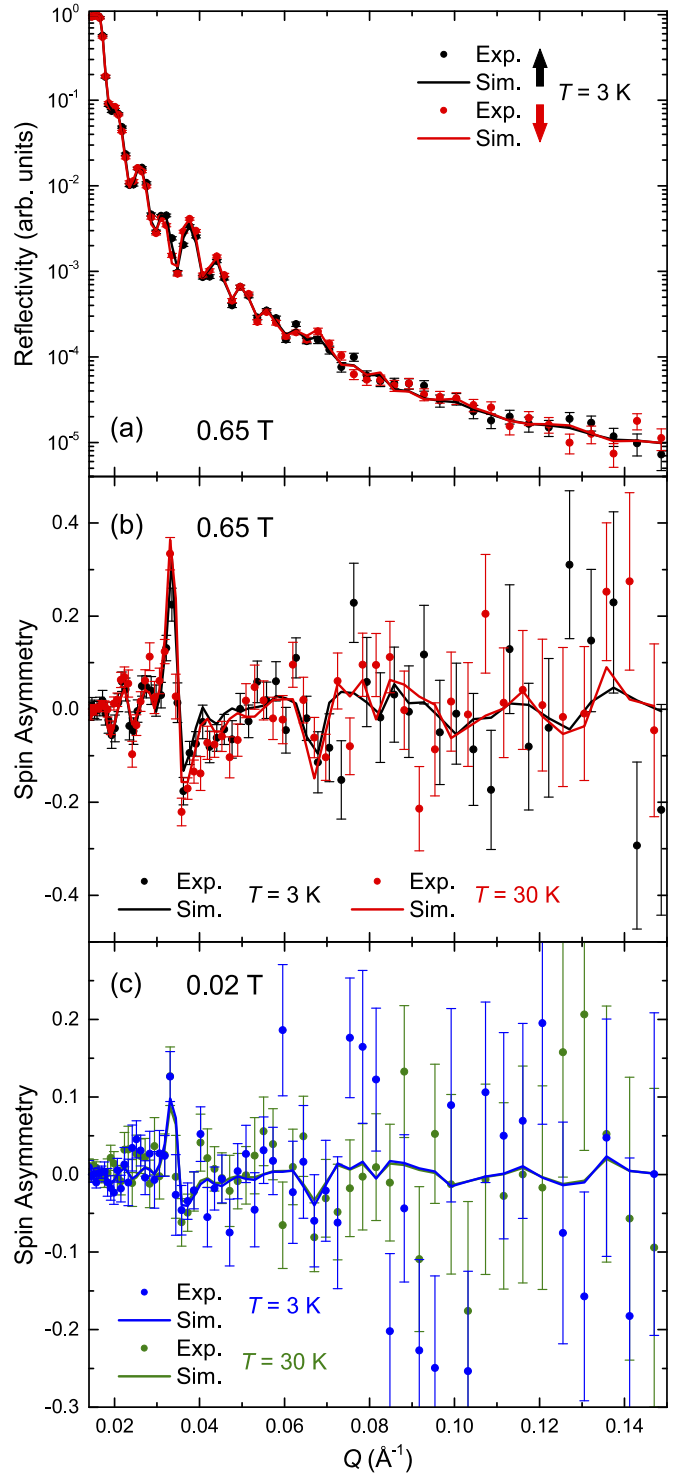 10⁰
10⁻¹
10⁻²
10⁻³
10⁻⁴
10⁻⁵
Reflectivity (arb. units)
Exp.
Sim.
Exp.
Sim.
T = 3 K
(a)
0.65 T
(b)
0.65 T
0.4
0.2
0.0
-0.2
-0.4
Spin Asymmetry
Exp.
Sim.
T = 3 K
Exp.
Sim.
T = 30 K
(c)
0.02 T
0.2
0.1
0.0
-0.1
-0.2
-0.3
Spin Asymmetry
Exp.
Sim.
T = 3 K
Exp.
Sim.
T = 30 K
0.02 0.04 0.06 0.08 0.10 0.12 0.14
Q (Å⁻¹)